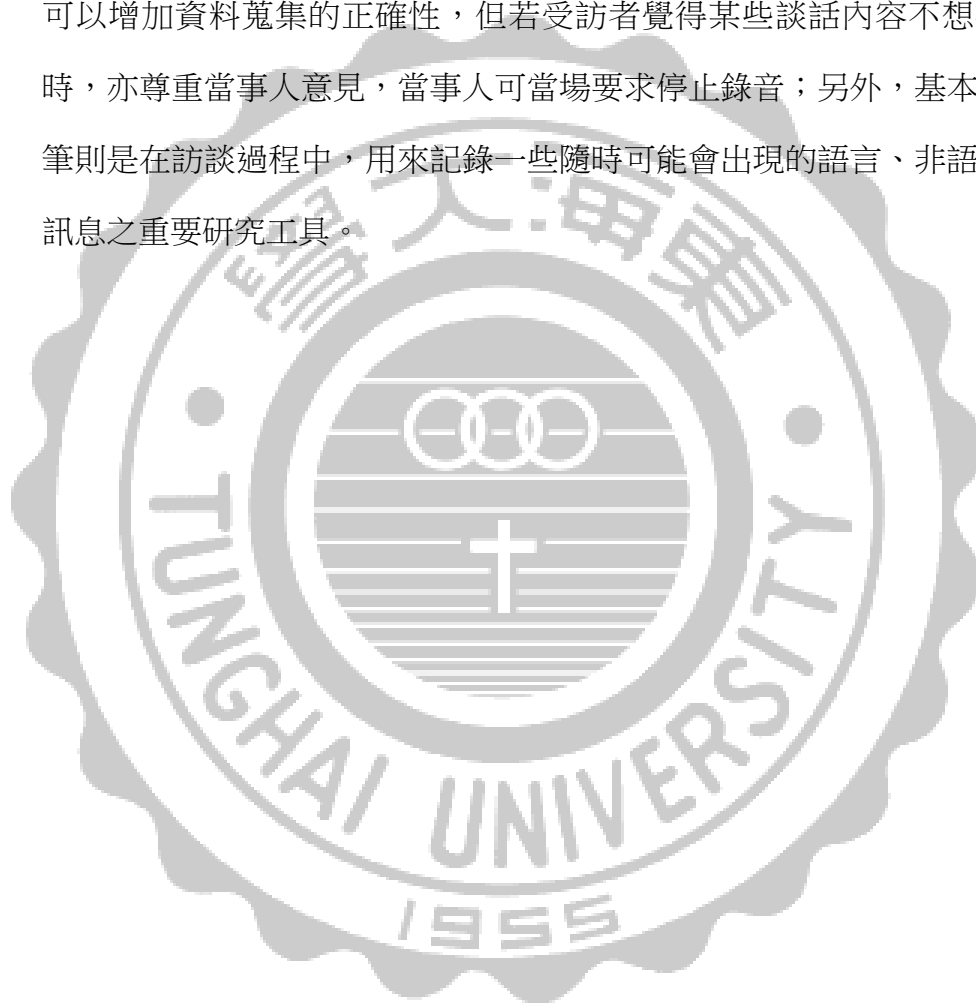 可以增加資料蒐集的正確性，但若受訪者覺得某些談話內容不想
時，亦尊重當事人意見，當事人可當場要求停止錄音；另外，基本
筆則是在訪談過程中，用來記錄一些隨時可能會出現的語言、非語
訊息之重要研究工具。
學大海東
TUNGHAI UNIVERSITY
1955